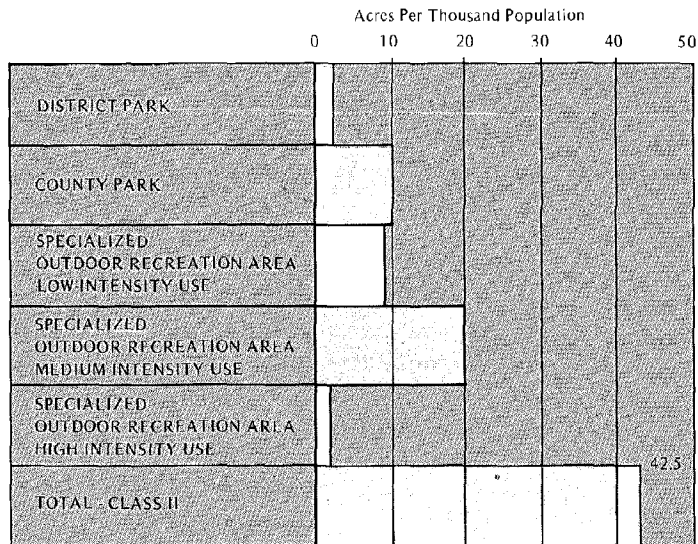 Acres Per Thousand Population
0 10 20 30 40 50
DISTRICT PARK
COUNTY PARK
SPECIALIZED
OUTDOOR RECREATION AREA
LOW INTENSITY USE
SPECIALIZED
OUTDOOR RECREATION AREA
MEDIUM INTENSITY USE
SPECIALIZED
OUTDOOR RECREATION AREA
HIGH INTENSITY USE
42.5
TOTAL - CLASS II